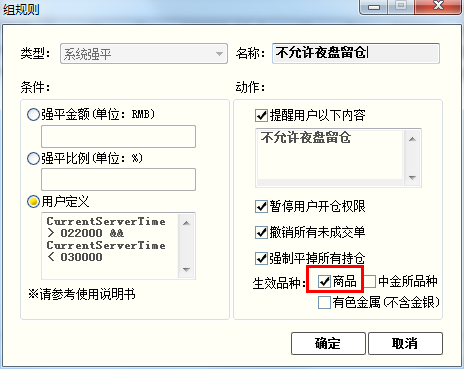 组规则
类型： 系统强平 名称： 不允许夜盘留仓
条件： 动作：
强平金额(单位：RMB)
强平比例(单位：%)
用户定义
CurrentServerTime
> 022000 &&
CurrentServerTime
< 030000
※请参考使用说明书
提醒用户以下内容
不允许夜盘留仓
暂停用户开仓权限
撤销所有未成交单
强制平掉所有持仓
生效品种： 商品 中金所品种
有色金属(不含金银)
确定 取消